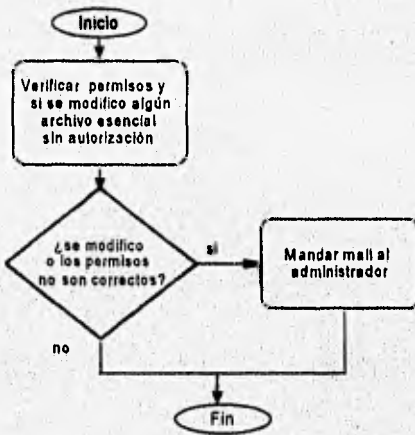 Inicio
Verificar permisos y
si se modifico algún
archivo esencial
sin autorización
¿se modifico
o los permisos
no son correctos?
si
Mandar mail al
administrador
no
Fin